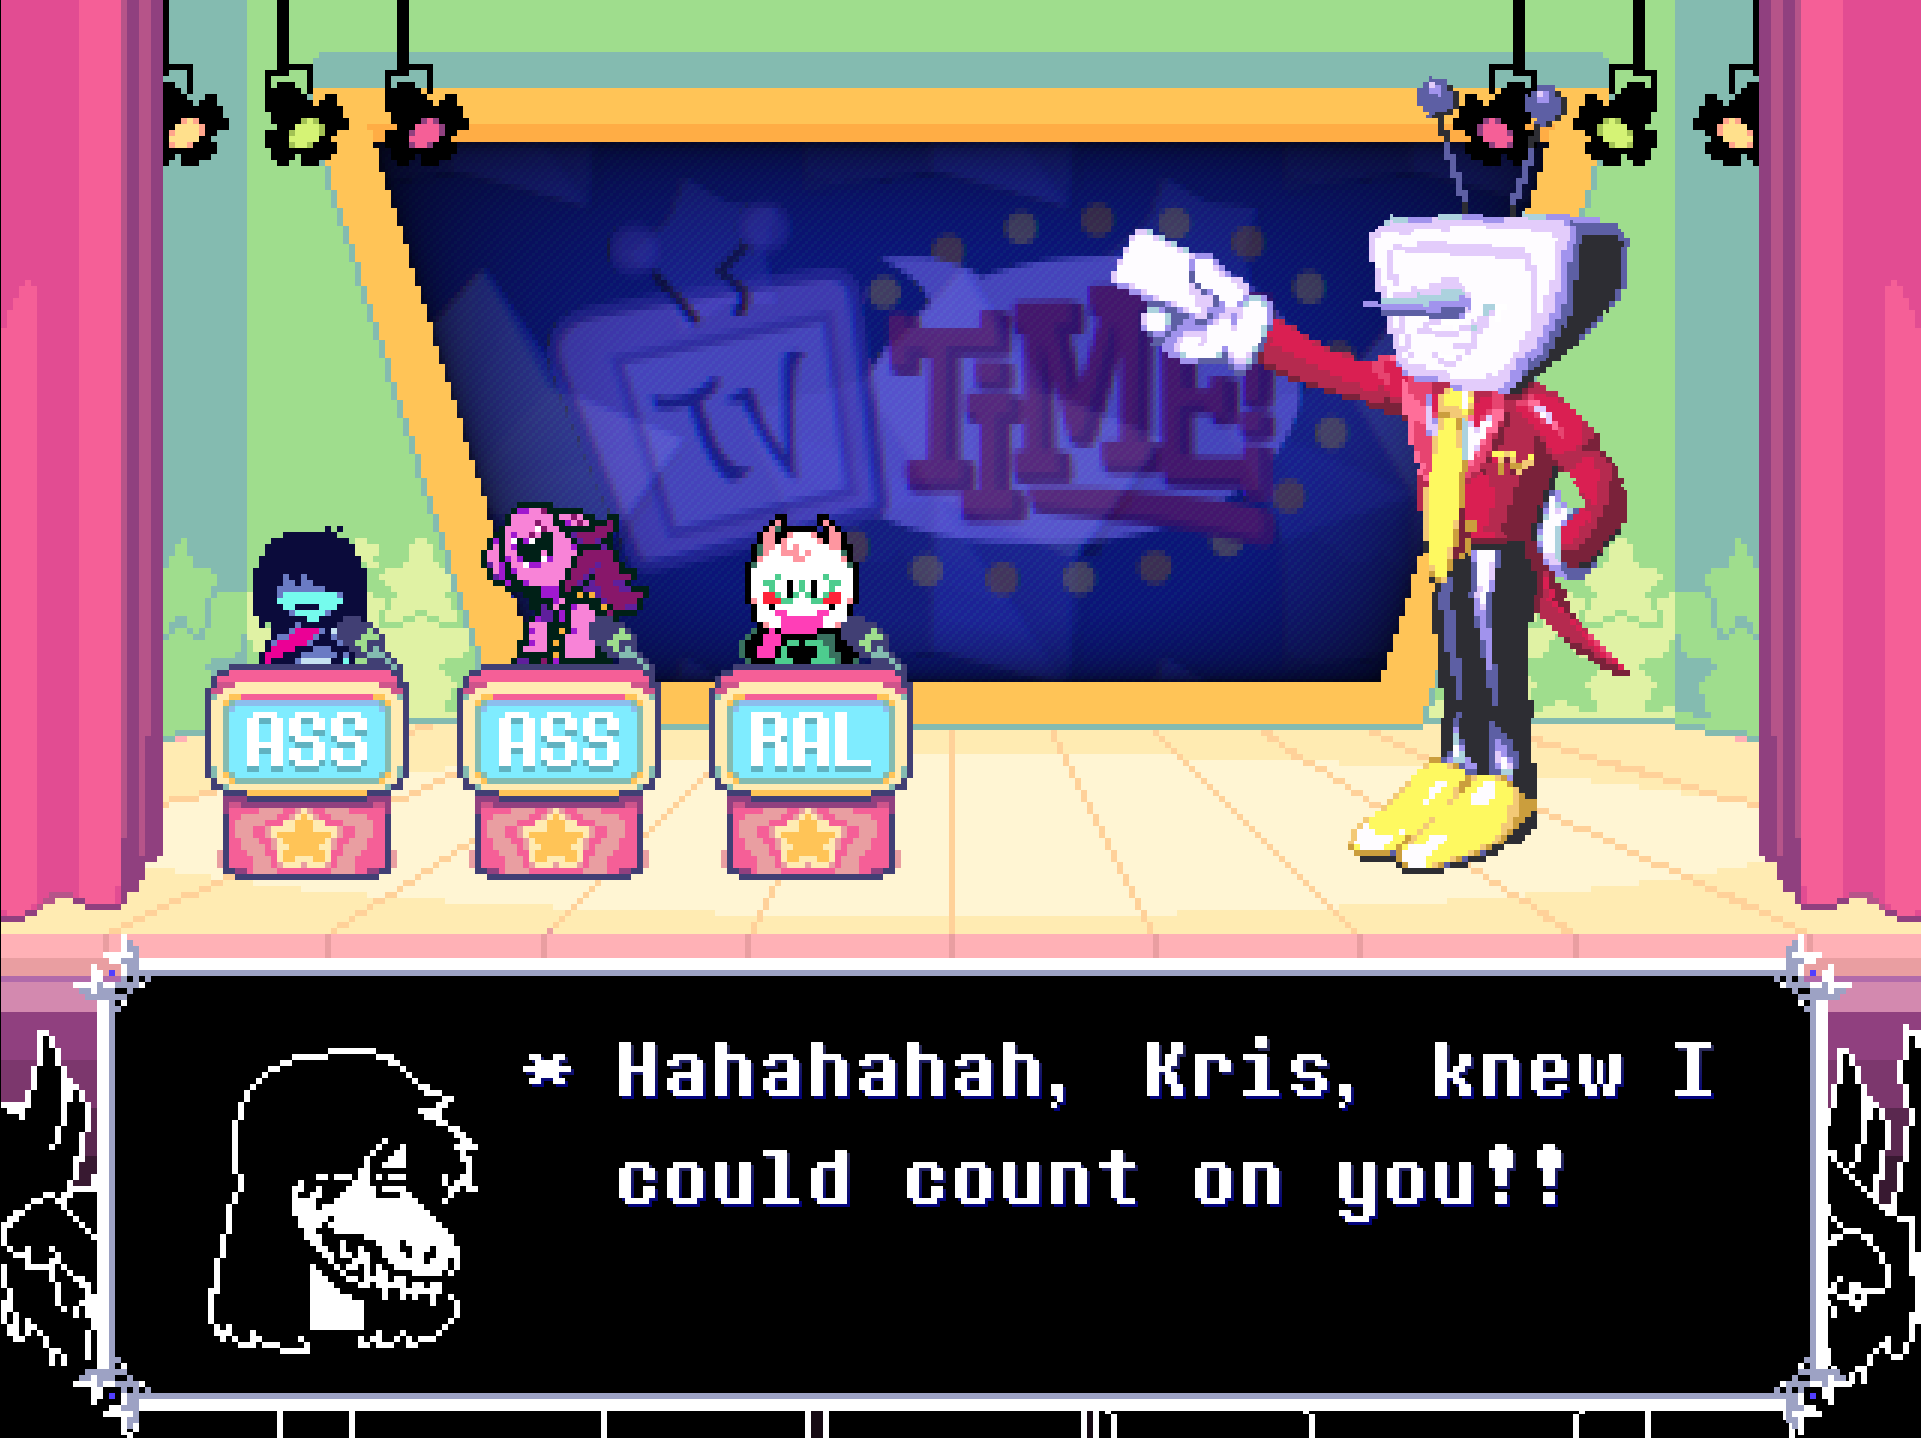 TV
TiME!
TV
ASS
ASS
RAL
* Hahahahah, Kris, knew I
could count on you!!